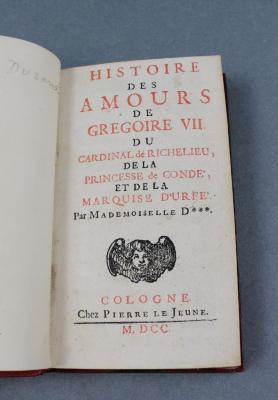 HISTOIRE
DES
AMOURS
DE
GREGOIRE VII.
DU
CARDINAL de RICHELIEU,
DE LA
PRINCESSE de CONDE',
ET DE LA
MARQUISE D'URFE'.
Par MADEMOISELLE D***.
COLOGNE.
Chez PIERRE LE JEUNE.
M. DCC.